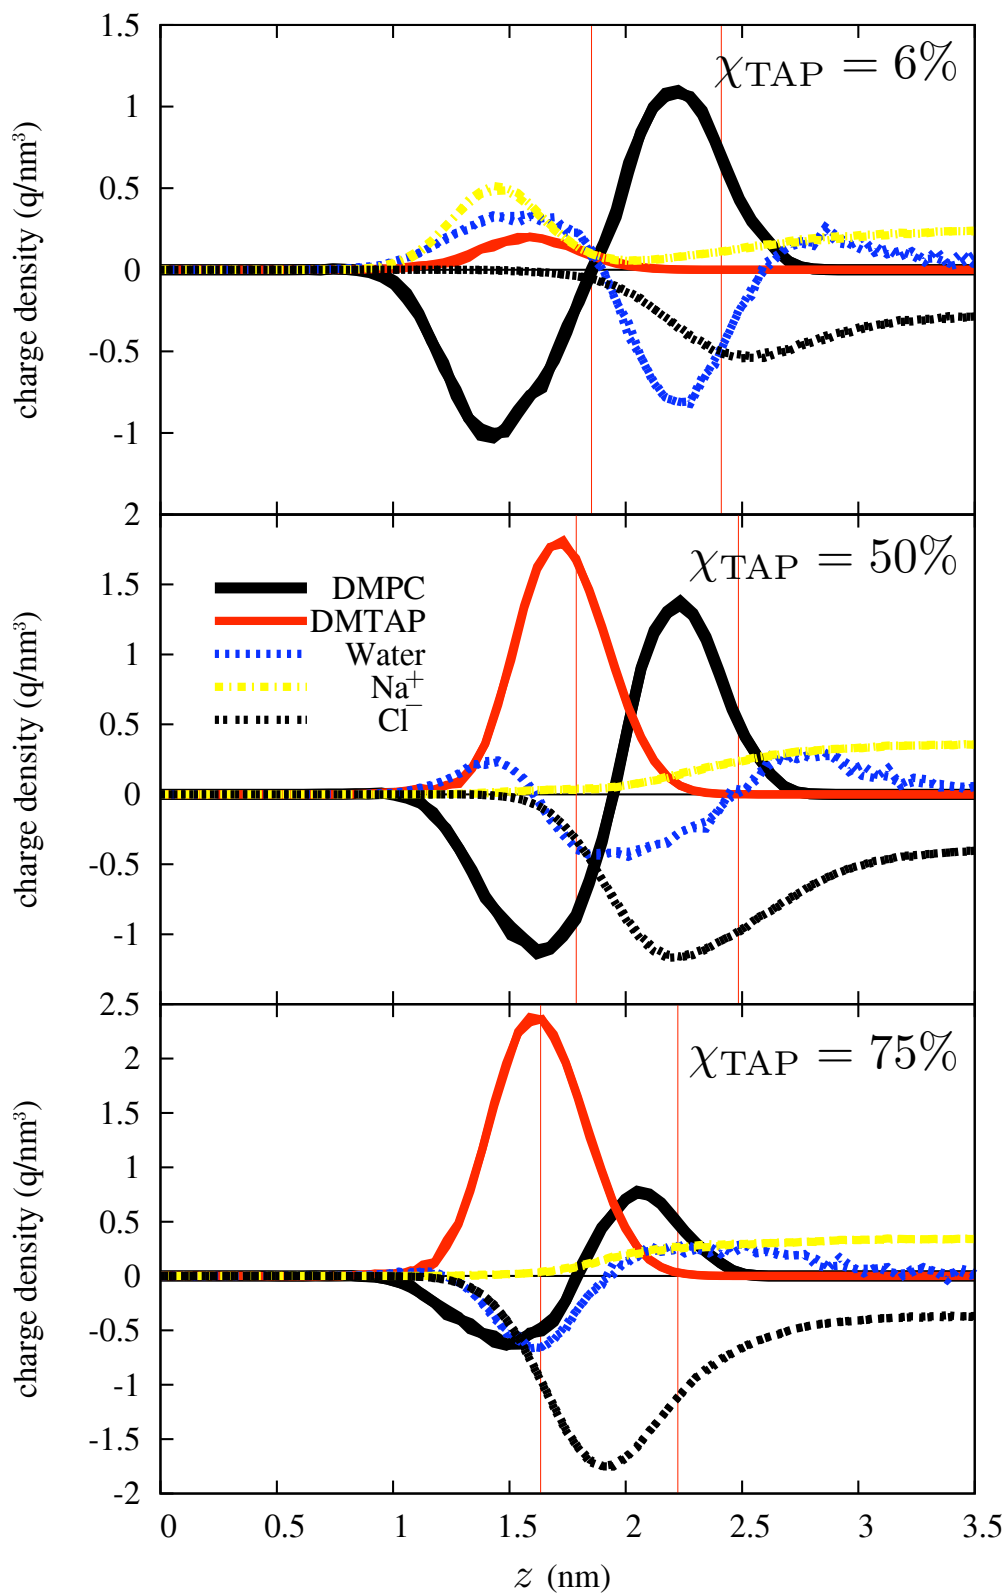 1.5
χTAP = 6%
1
0.5
0
-0.5
-1
charge density (q/nm³)
2
χTAP = 50%
1.5
DMPC
DMTAP
Water
Na⁺
Cl⁻
1
0.5
0
-0.5
-1
charge density (q/nm³)
2.5
χTAP = 75%
2
1.5
1
0.5
0
-0.5
-1
-1.5
-2
charge density (q/nm³)
0 0.5 1 1.5 2 2.5 3 3.5
z (nm)